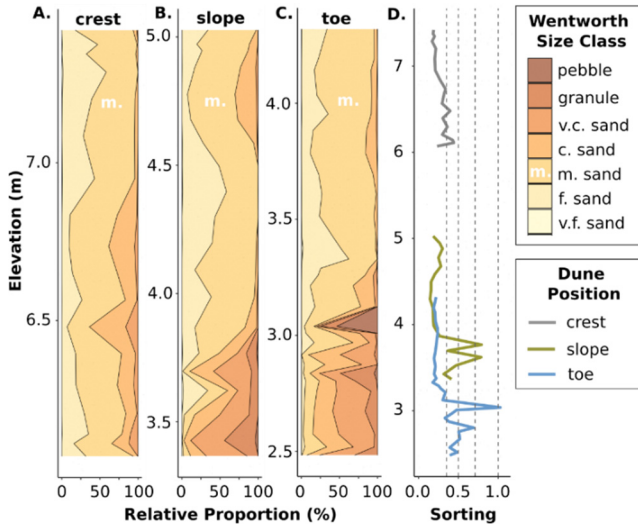 A. crest
B. slope
C. toe
D.
Wentworth
Size Class
pebble
granule
v.c. sand
c. sand
m. m. sand
f. sand
v.f. sand
Dune
Position
crest
slope
toe
m.
m.
m.
Elevation (m)
7.0
6.5
5.0
4.5
4.0
3.5
4.0
3.5
3.0
2.5
7
6
5
4
3
0 50 100
0 50 100
0 50 100
0.0 0.5 1.0
Relative Proportion (%)
Sorting